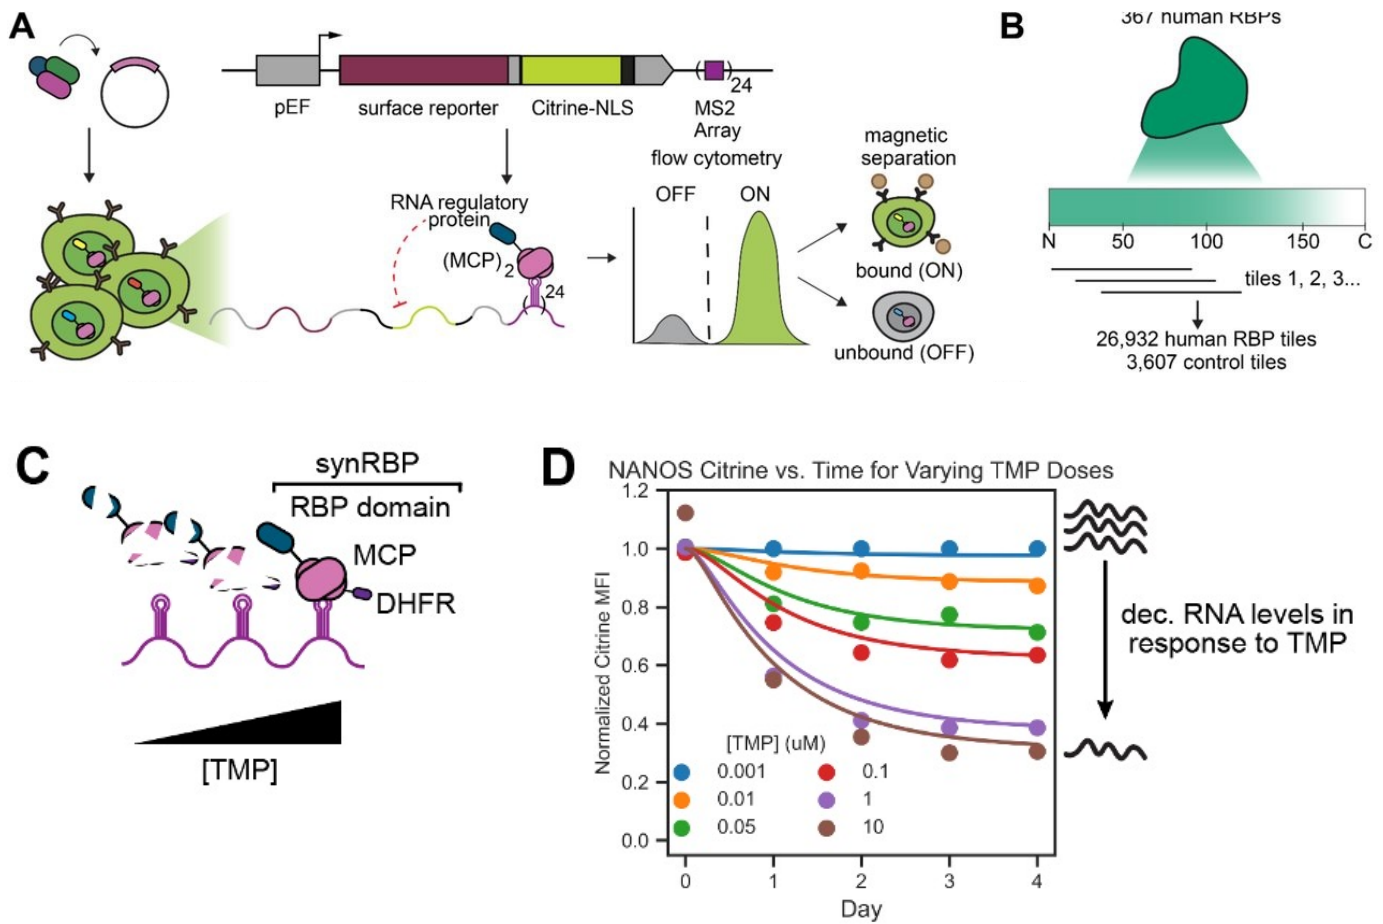 A
pEF
surface reporter
Citrine-NLS
MS2
Array
24
RNA regulatory
protein
(MCP)2
24
flow cytometry
OFF
ON
magnetic
separation
bound (ON)
unbound (OFF)
B
367 human RBPs
N
50
100
150
C
tiles 1, 2, 3...
26,932 human RBP tiles
3,607 control tiles
C
synRBP
RBP domain
MCP
DHFR
[TMP]
D
NANOS Citrine vs. Time for Varying TMP Doses
Normalized Citrine MFI
1.2
1.0
0.8
0.6
0.4
0.2
0.0
[TMP] (uM)
0.001
0.01
0.05
0.1
1
10
0
1
2
3
4
Day
dec. RNA levels in
response to TMP